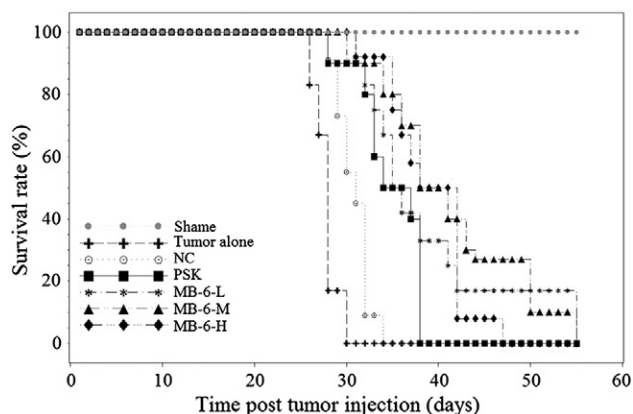 100
80
60
40
20
0
Survival rate (%)
Shame
Tumor alone
NC
PSK
MB-6-L
MB-6-M
MB-6-H
0 10 20 30 40 50 60
Time post tumor injection (days)